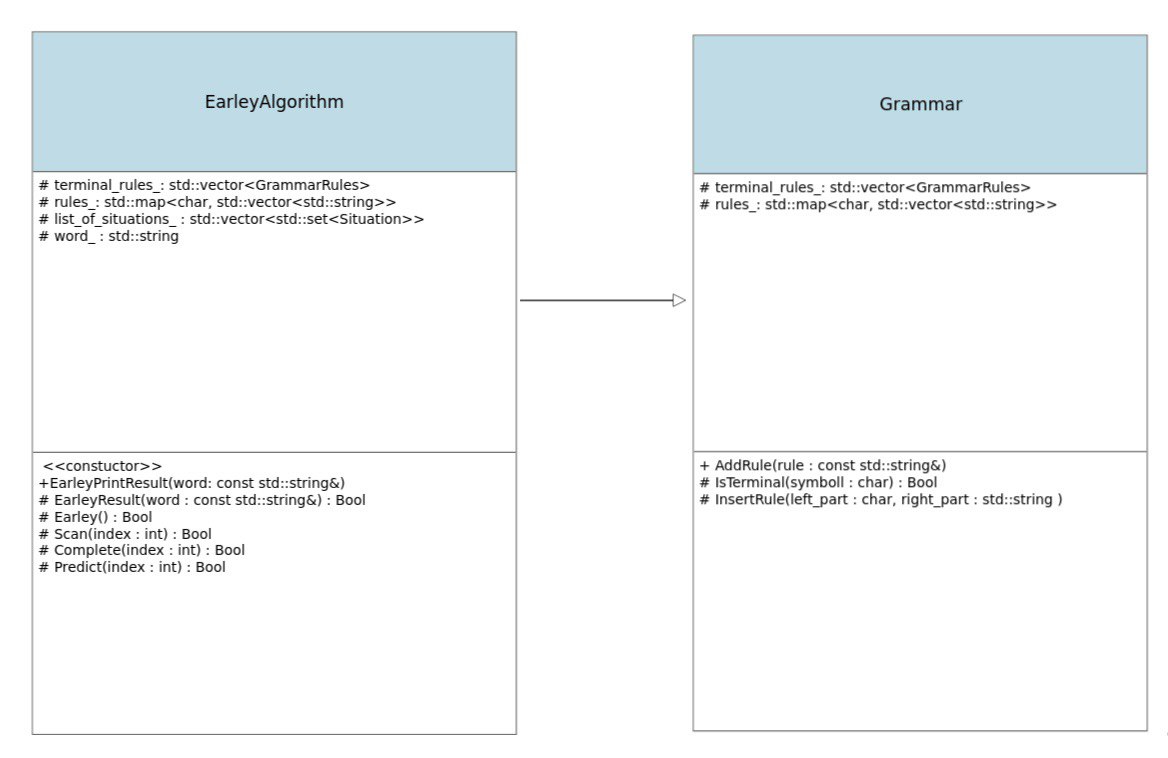 EarleyAlgorithm
# terminal_rules_: std::vector<GrammarRules>
# rules_: std::map<char, std::vector<std::string>>
# list_of_situations_ : std::vector<std::set<Situation>>
# word_ : std::string
<<constuctor>>
+EarleyPrintResult(word: const std::string&)
# EarleyResult(word : const std::string&) : Bool
# Earley() : Bool
# Scan(index : int) : Bool
# Complete(index : int) : Bool
# Predict(index : int) : Bool
Grammar
# terminal_rules_: std::vector<GrammarRules>
# rules_: std::map<char, std::vector<std::string>>
+ AddRule(rule : const std::string&)
# IsTerminal(symboll : char) : Bool
# InsertRule(left_part : char, right_part : std::string )